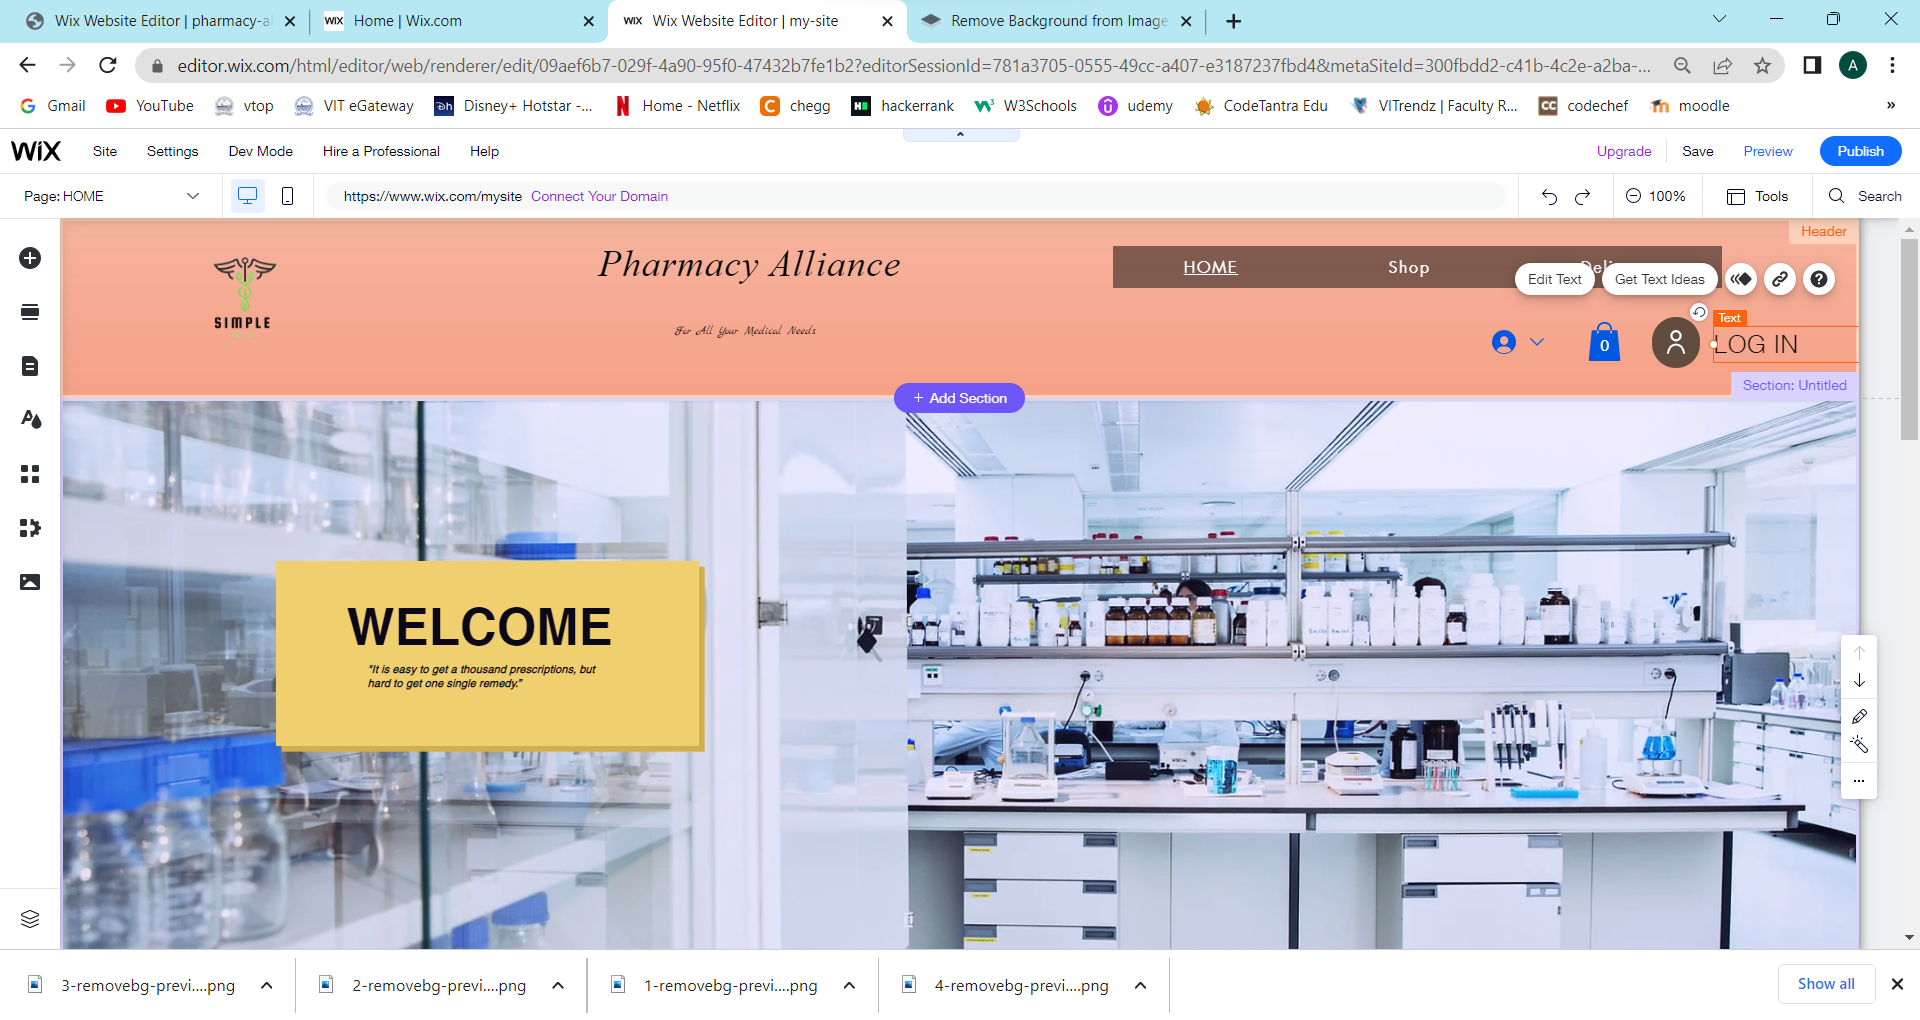 Wix Website Editor | pharmacy-al
Home | Wix.com
Wix Website Editor | my-site
Remove Background from Image
editor.wix.com/html/editor/web/renderer/edit/09aef6b7-029f-4a90-95f0-47432b7fe1b2?editorSessionId=781a3705-0555-49cc-a407-e3187237fbd4&metaSiteId=300fbdd2-c41b-4c2e-a2ba-...
A
Gmail
YouTube
vtop
VIT eGateway
Disney+ Hotstar -...
Home - Netflix
chegg
hackerrank
W3Schools
udemy
CodeTantra Edu
VITrendz | Faculty R...
codechef
moodle
WiX
Site
Settings
Dev Mode
Hire a Professional
Help
Upgrade
Save
Preview
Publish
Page: HOME
https://www.wix.com/mysite Connect Your Domain
100%
Tools
Search
Header
SIMPLE
Pharmacy Alliance
For All Your Medical Needs
HOME
Shop
Deli
Edit Text
Get Text Ideas
0
Text
LOG IN
Section: Untitled
+ Add Section
WELCOME
"It is easy to get a thousand prescriptions, but
hard to get one single remedy."
3-removebg-previ....png
2-removebg-previ....png
1-removebg-previ....png
4-removebg-previ....png
Show all